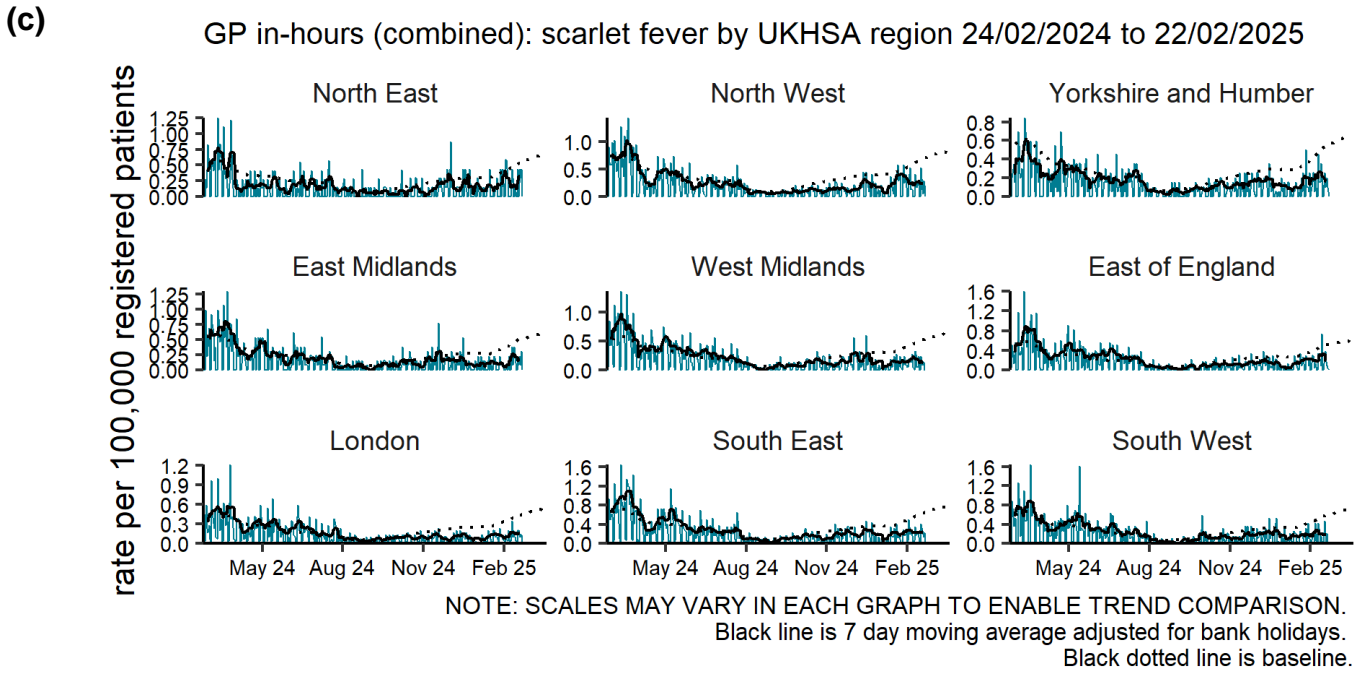 (c)
GP in-hours (combined): scarlet fever by UKHSA region 24/02/2024 to 22/02/2025
rate per 100,000 registered patients
North East
North West
Yorkshire and Humber
1.25
1.00
0.75
0.50
0.25
0.00
1.0
0.5
0.0
0.8
0.6
0.4
0.2
0.0
East Midlands
West Midlands
East of England
1.25
1.00
0.75
0.50
0.25
0.00
1.0
0.5
0.0
1.6
1.2
0.8
0.4
0.0
London
South East
South West
1.2
0.9
0.6
0.3
0.0
1.6
1.2
0.8
0.4
0.0
1.6
1.2
0.8
0.4
0.0
May 24 Aug 24 Nov 24 Feb 25
May 24 Aug 24 Nov 24 Feb 25
May 24 Aug 24 Nov 24 Feb 25
NOTE: SCALES MAY VARY IN EACH GRAPH TO ENABLE TREND COMPARISON.
Black line is 7 day moving average adjusted for bank holidays.
Black dotted line is baseline.